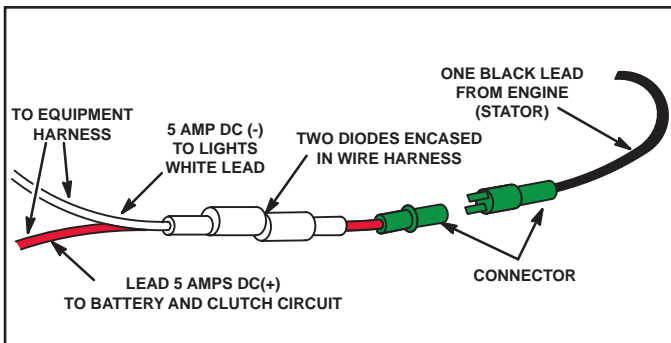 TO EQUIPMENT
HARNESS
5 AMP DC (-)
TO LIGHTS
WHITE LEAD
TWO DIODES ENCASED
IN WIRE HARNESS
ONE BLACK LEAD
FROM ENGINE
(STATOR)
LEAD 5 AMPS DC(+)
TO BATTERY AND CLUTCH CIRCUIT
CONNECTOR